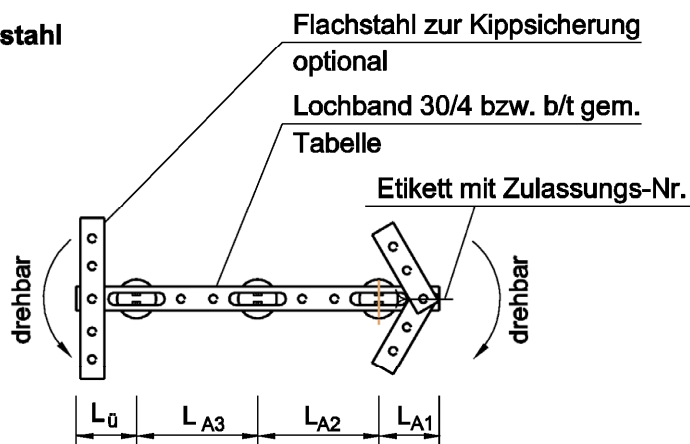 stahl
Flachstahl zur Kippsicherung
optional
Lochband 30/4 bzw. b/t gem.
Tabelle
Etikett mit Zulassungs-Nr.
drehbar
drehbar
Lü
LA3
LA2
LA1